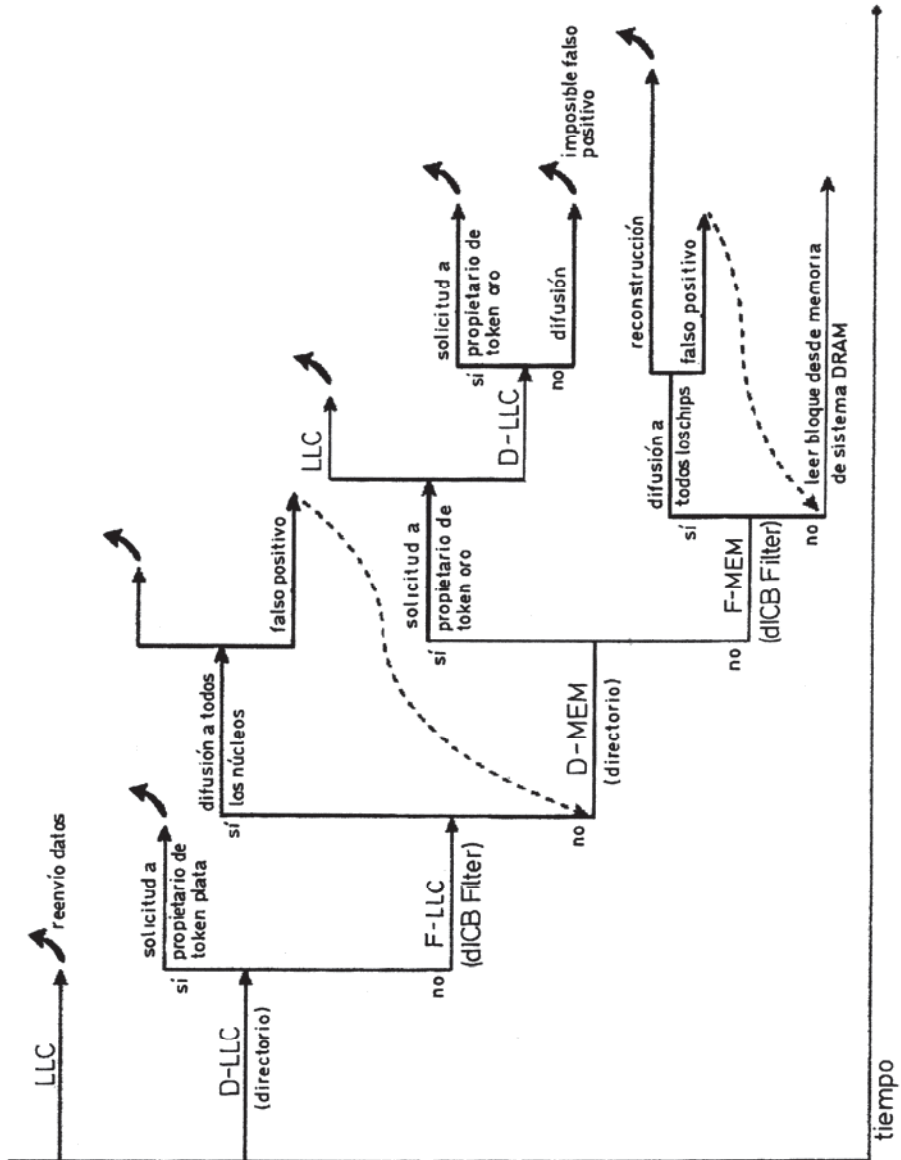 LLC
reenvío datos
D-LLC
(directorio)
sí
solicitud a
propietario de
token plata
no
F-LLC
(dICB Filter)
sí
difusión a todos
los núcleos
falso positivo
no
D-MEM
(directorio)
sí
solicitud a
propietario de
token oro
LLC
D-LLC
sí
solicitud a
propietario de
token oro
no
difusión
imposible falso
positivo
no
F-MEM
(dICB Filter)
sí
difusión a
todos loschips
reconstrucción
falso positivo
no
leer bloque desde memoria
de sistema DRAM
tiempo